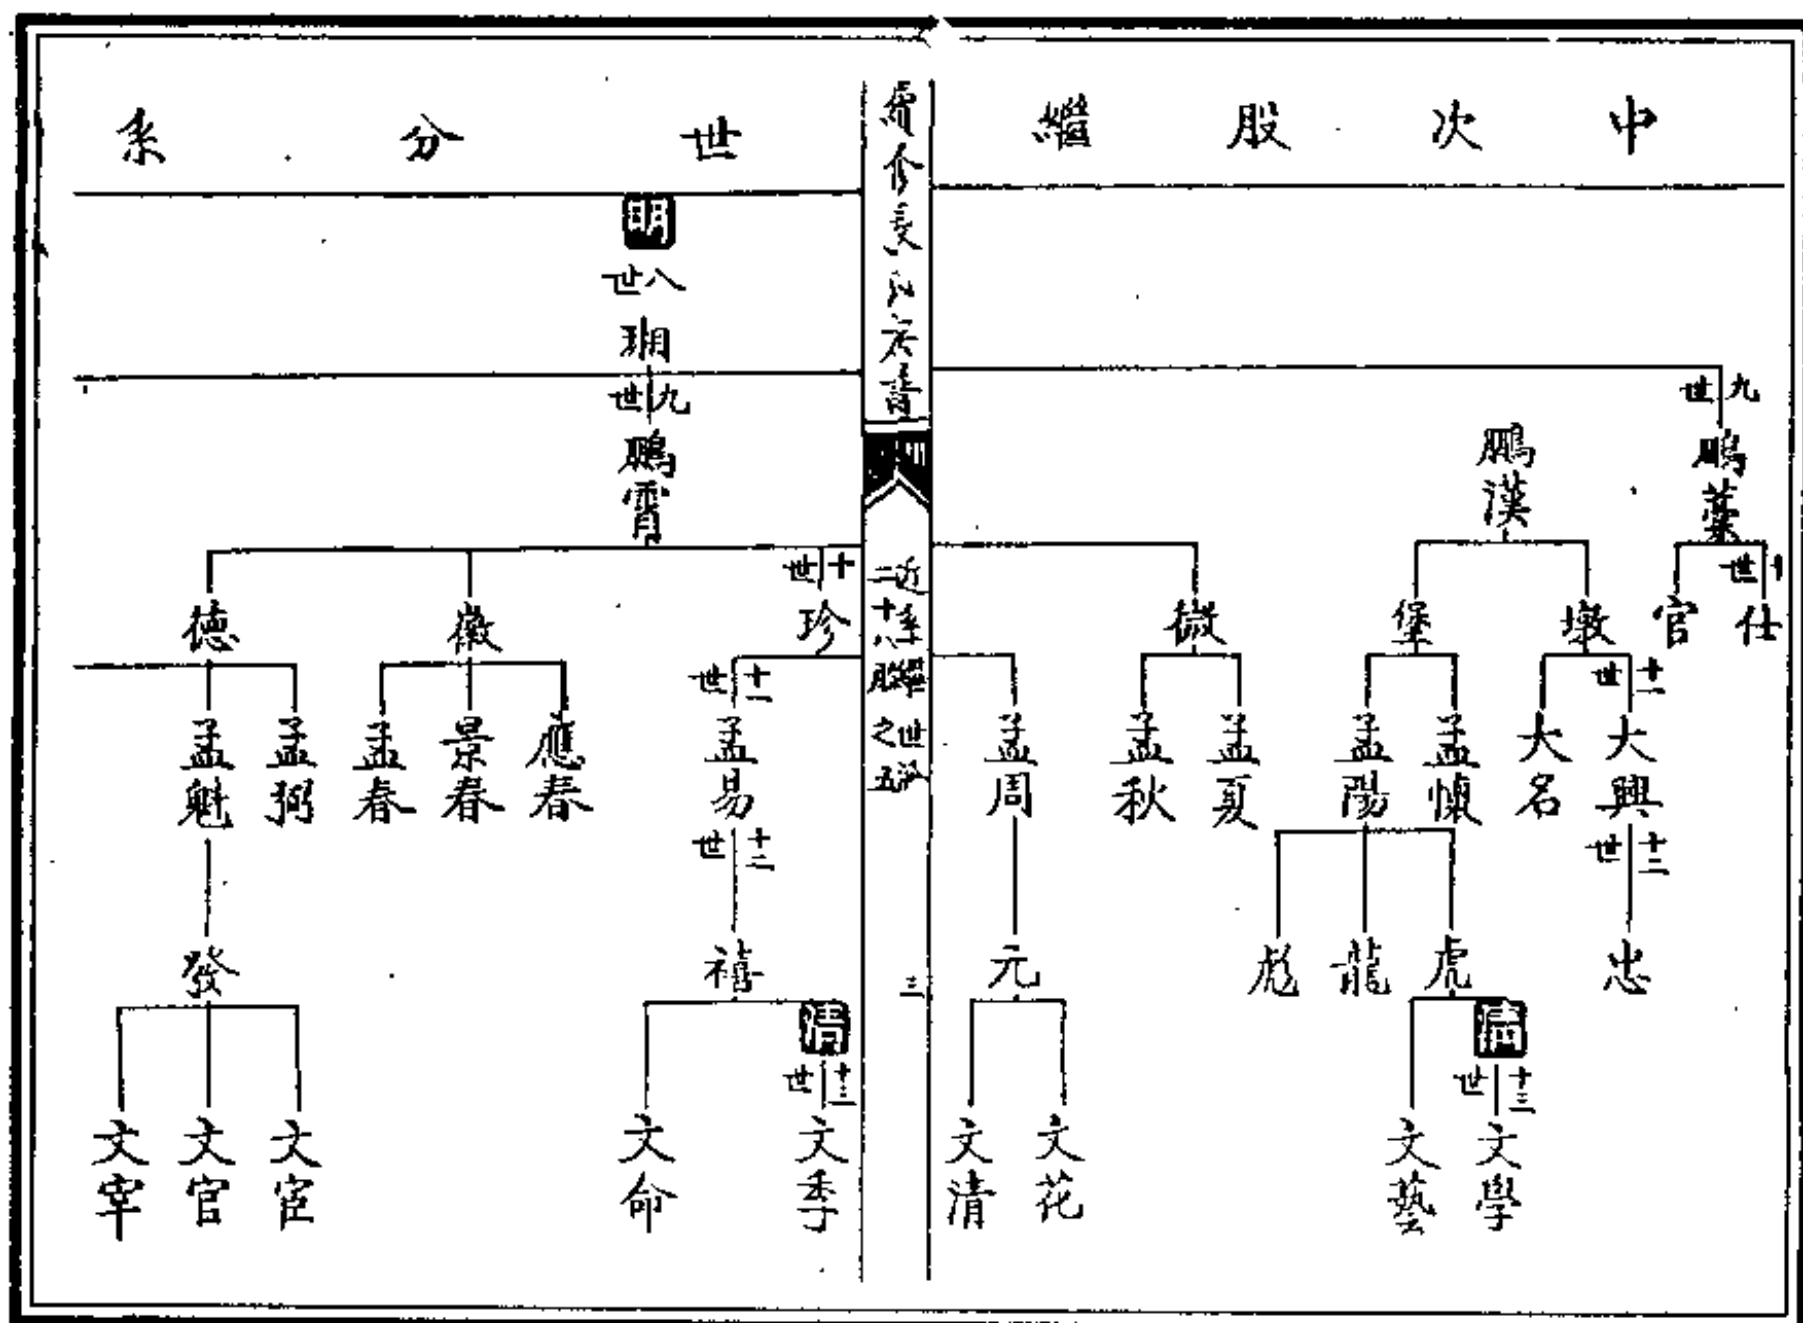 中次股繼
世分系
九世
鵬漢
十世
仕
官
墩
堡
微
十一世
大興
大名
孟悚
孟陽
孟夏
孟秋
孟周
十二世
忠
虎
龍
彪
元
清
十三世
文學
文藝
文花
文清
三
明
八世
瑚
九世
鵬霄
十世
珍
徽
德
十一世
孟易
應春
景春
孟春
孟弼
孟魁
十二世
禧
發
清
十三世
文季
文命
文宦
文官
文宰